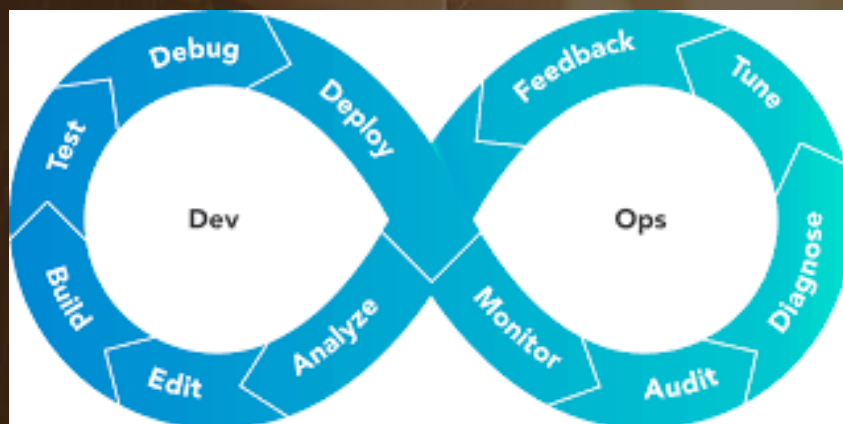 Debug
Deploy
Test
Dev
Build
Edit
Analyze
Feedback
Tune
Ops
Diagnose
Monitor
Audit